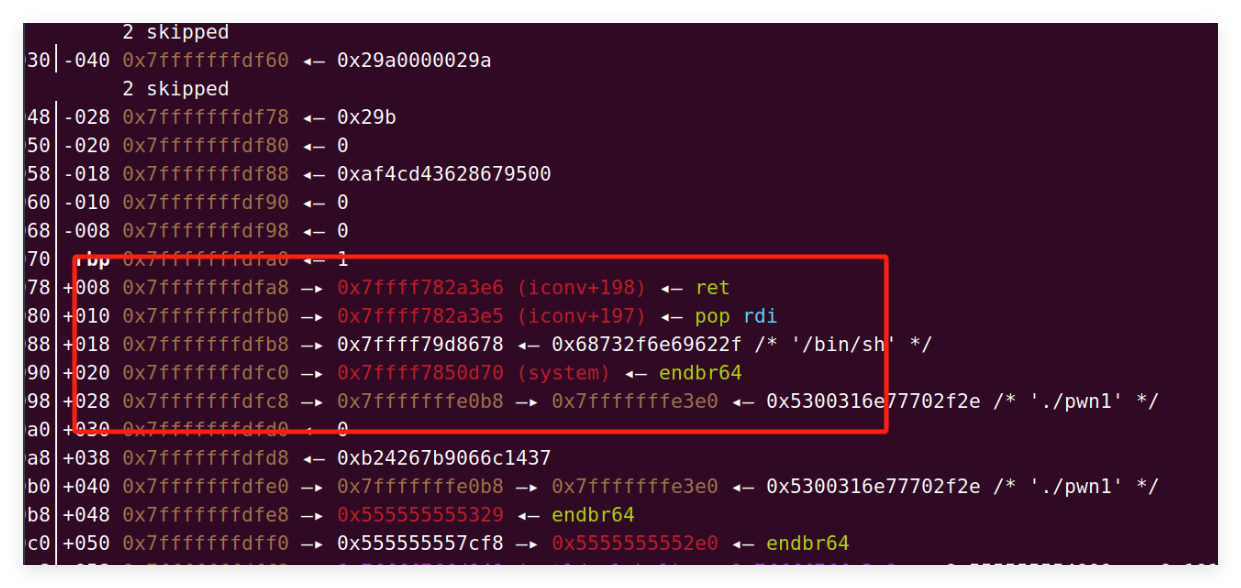 2 skipped
30│-040 0x7fffffffdf60 ◂— 0x29a0000029a
2 skipped
48│-028 0x7fffffffdf78 ◂— 0x29b
50│-020 0x7fffffffdf80 ◂— 0
58│-018 0x7fffffffdf88 ◂— 0xaf4cd43628679500
60│-010 0x7fffffffdf90 ◂— 0
68│-008 0x7fffffffdf98 ◂— 0
70│ rbp 0x7fffffffdfa0 ◂— 1
78│+008 0x7fffffffdfa8 —▸ 0x7ffff782a3e6 (iconv+198) ◂— ret
80│+010 0x7fffffffdfb0 —▸ 0x7ffff782a3e5 (iconv+197) ◂— pop rdi
88│+018 0x7fffffffdfb8 —▸ 0x7ffff79d8678 ◂— 0x68732f6e69622f /* '/bin/sh' */
90│+020 0x7fffffffdfc0 —▸ 0x7ffff7850d70 (system) ◂— endbr64
98│+028 0x7fffffffdfc8 —▸ 0x7fffffffe0b8 —▸ 0x7fffffffe3e0 ◂— 0x5300316e77702f2e /* './pwn1' */
a0│+030 0x7fffffffdfd0 ◂— 0
a8│+038 0x7fffffffdfd8 ◂— 0xb24267b9066c1437
b0│+040 0x7fffffffdfe0 —▸ 0x7fffffffe0b8 —▸ 0x7fffffffe3e0 ◂— 0x5300316e77702f2e /* './pwn1' */
b8│+048 0x7fffffffdfe8 —▸ 0x555555555329 ◂— endbr64
c0│+050 0x7fffffffdff0 —▸ 0x555555557cf8 —▸ 0x5555555552e0 ◂— endbr64